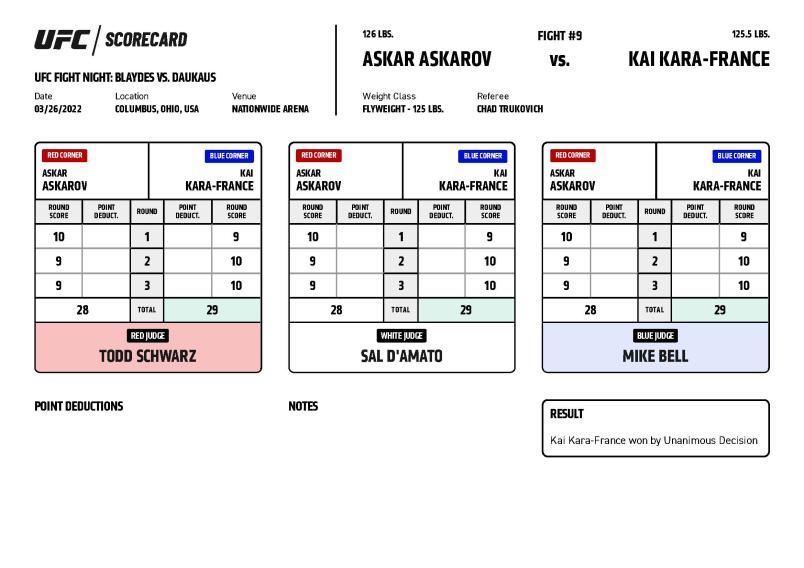 UFC / SCORECARD
UFC FIGHT NIGHT: BLAYDES VS. DAUKAUS
Date Location Venue
03/26/2022 COLUMBUS, OHIO, USA NATIONWIDE ARENA
126 LBS. FIGHT #9 125.5 LBS.
ASKAR ASKAROV VS. KAI KARA-FRANCE
Weight Class Referee
FLYWEIGHT - 125 LBS. CHAD TRUKOVICH
RED CORNER BLUE CORNER
ASKAR KAI
ASKAROV KARA-FRANCE
ROUND POINT ROUND POINT ROUND
SCORE DEDUCT. DEDUCT. SCORE
10 1 9
9 2 10
9 3 10
28 TOTAL 29
RED JUDGE
TODD SCHWARZ
RED CORNER BLUE CORNER
ASKAR KAI
ASKAROV KARA-FRANCE
ROUND POINT ROUND POINT ROUND
SCORE DEDUCT. DEDUCT. SCORE
10 1 9
9 2 10
9 3 10
28 TOTAL 29
WHITE JUDGE
SAL D'AMATO
RED CORNER BLUE CORNER
ASKAR KAI
ASKAROV KARA-FRANCE
ROUND POINT ROUND POINT ROUND
SCORE DEDUCT. DEDUCT. SCORE
10 1 9
9 2 10
9 3 10
28 TOTAL 29
BLUE JUDGE
MIKE BELL
POINT DEDUCTIONS
NOTES
RESULT
Kai Kara-France won by Unanimous Decision